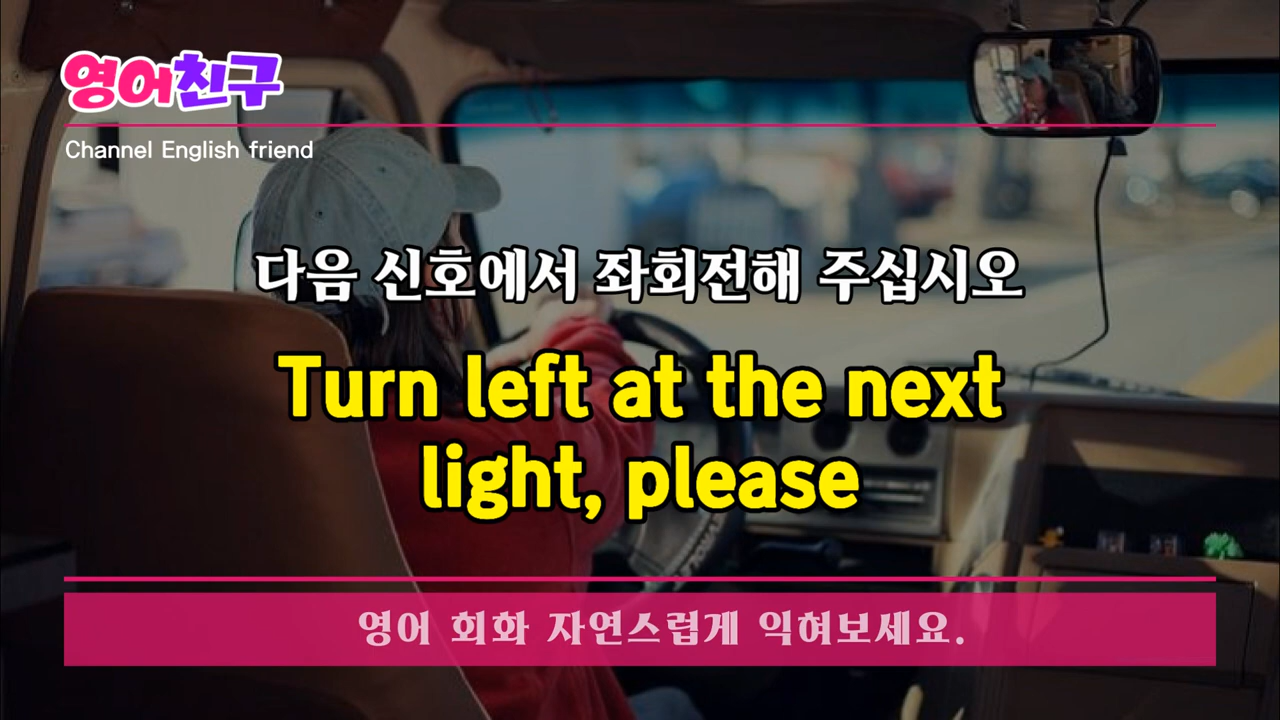 영어친구
Channel English friend
다음 신호에서 좌회전해 주십시오
Turn left at the next
light, please
영어 회화 자연스럽게 익혀보세요.